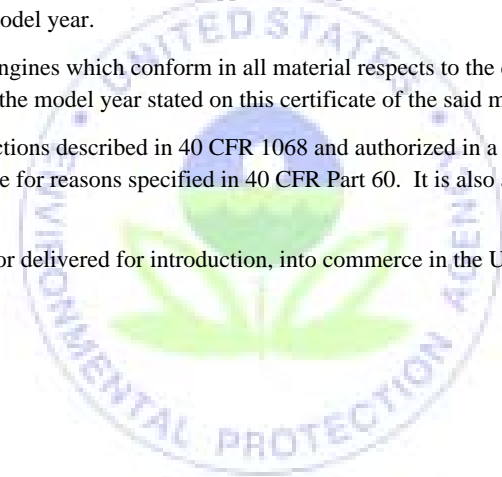 odel year.
ngines which conform in all material respects to the
the model year stated on this certificate of the said m
ctions described in 40 CFR 1068 and authorized in a
e for reasons specified in 40 CFR Part 60. It is also
or delivered for introduction, into commerce in the U
UNITED STATES
ENVIRONMENTAL PROTECTION AGENCY